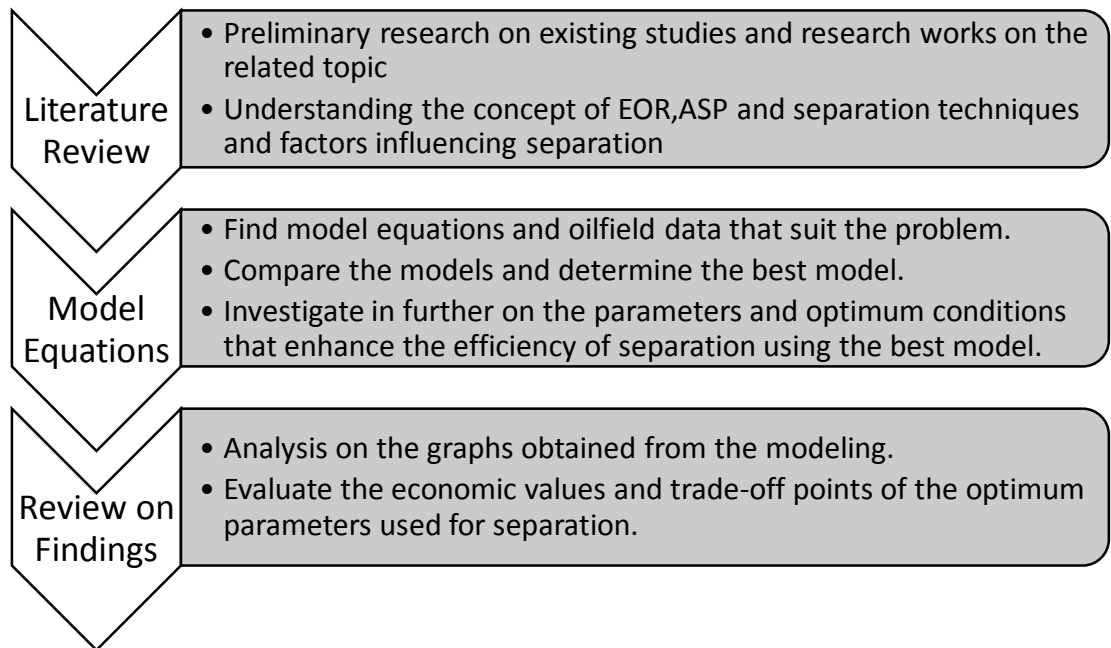 Literature
Review
• Preliminary research on existing studies and research works on the
related topic
• Understanding the concept of EOR,ASP and separation techniques
and factors influencing separation
Model
Equations
• Find model equations and oilfield data that suit the problem.
• Compare the models and determine the best model.
• Investigate in further on the parameters and optimum conditions
that enhance the efficiency of separation using the best model.
Review on
Findings
• Analysis on the graphs obtained from the modeling.
• Evaluate the economic values and trade-off points of the optimum
parameters used for separation.